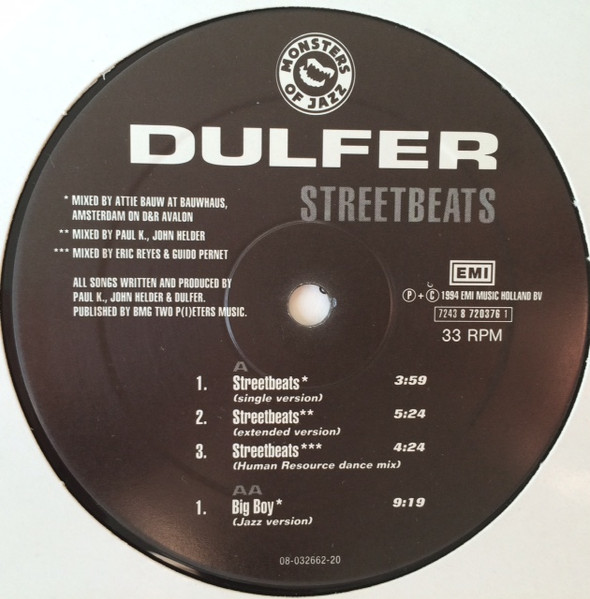 MONSTERS
OF JAZZ
DULFER
STREETBEATS
* MIXED BY ATTIE BAUW AT BAUWHAUS,
AMSTERDAM ON D&R AVALON
** MIXED BY PAUL K., JOHN HELDER
*** MIXED BY ERIC REYES & GUIDO PERNET
ALL SONGS WRITTEN AND PRODUCED BY
PAUL K., JOHN HELDER & DULFER.
PUBLISHED BY BMG TWO P(I)ETERS MUSIC.
EMI
Ⓟ + Ⓒ 1994 EMI MUSIC HOLLAND BV
7243 8 720376 1
33 RPM
A
1. Streetbeats* 3:59
(single version)
2. Streetbeats** 5:24
(extended version)
3. Streetbeats*** 4:24
(Human Resource dance mix)
AA
1. Big Boy* 9:19
(Jazz version)
08-032662-20